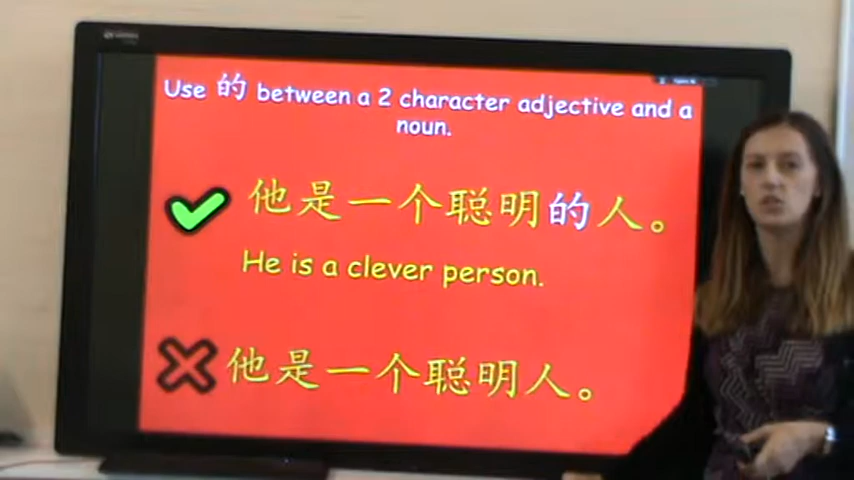 Use 的 between a 2 character adjective and a
noun.
他是一个聪明的人。
He is a clever person.
他是一个聪明人。